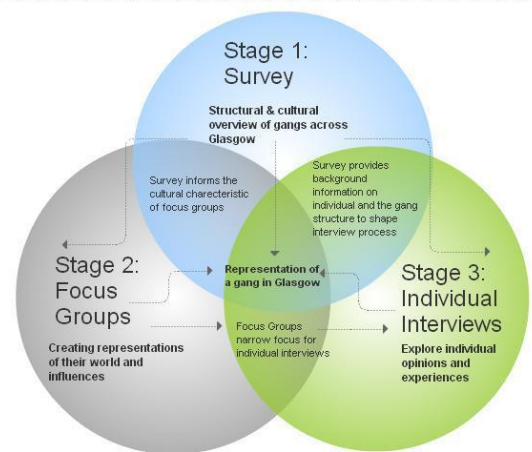 Stage 1:
Survey
Structural & cultural
overview of gangs across
Glasgow
Survey informs the
cultural charecteristic
of focus groups
Survey provides
background
information on
individual and the gang
structure to shape
interview process
Stage 2:
Focus
Groups
Creating representations
of their world and
influences
Representation of
a gang in Glasgow
Stage 3:
Individual
Interviews
Explore individual
opinions and
experiences
Focus Groups
narrow focus for
individual interviews